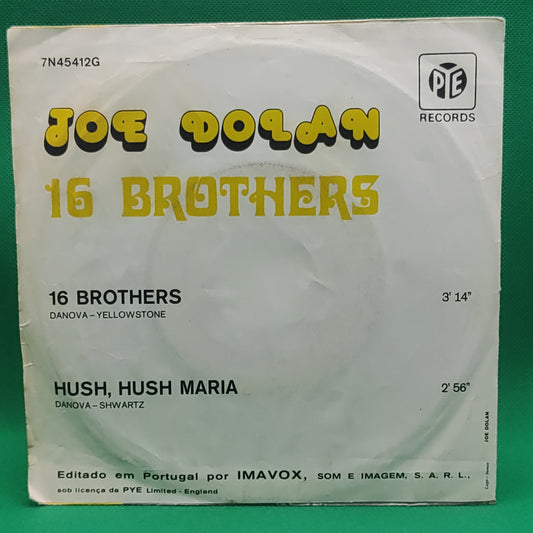 7N45412G
PYE
RECORDS
JOE DOLAN
16 BROTHERS
16 BROTHERS 3' 14"
DANOVA – YELLOWSTONE
HUSH, HUSH MARIA 2' 56"
DANOVA – SHWARTZ
JOE DOLAN
Editado em Portugal por IMAVOX, SOM E IMAGEM, S. A. R. L.,
sob licença da PYE Limited - England